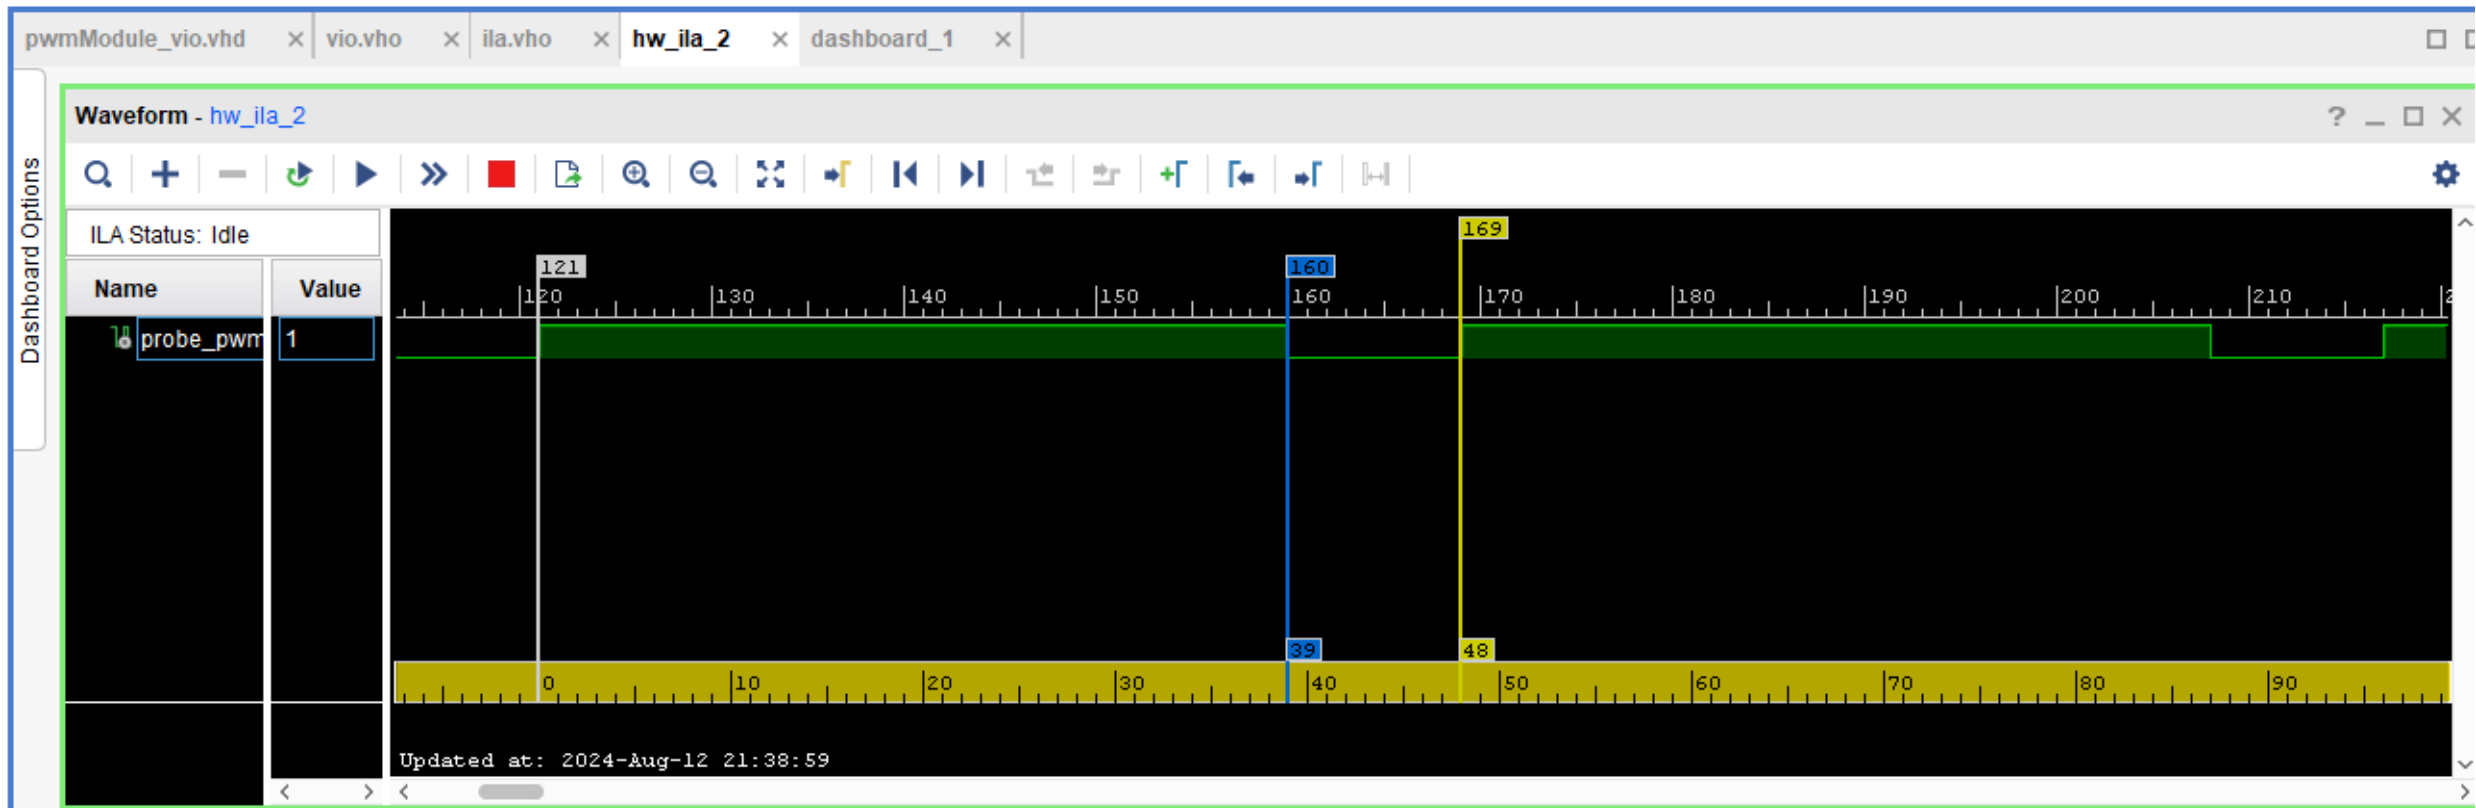 pwmModule_vio.vhd × vio.vho × ila.vho × hw_ila_2 × dashboard_1 ×
Dashboard Options
Waveform - hw_ila_2
ILA Status: Idle
169
121 160
Name Value
120 130 140 150 160 170 180 190 200 210 2
probe_pwm 1
39 48
0 10 20 30 40 50 60 70 80 90
Updated at: 2024-Aug-12 21:38:59